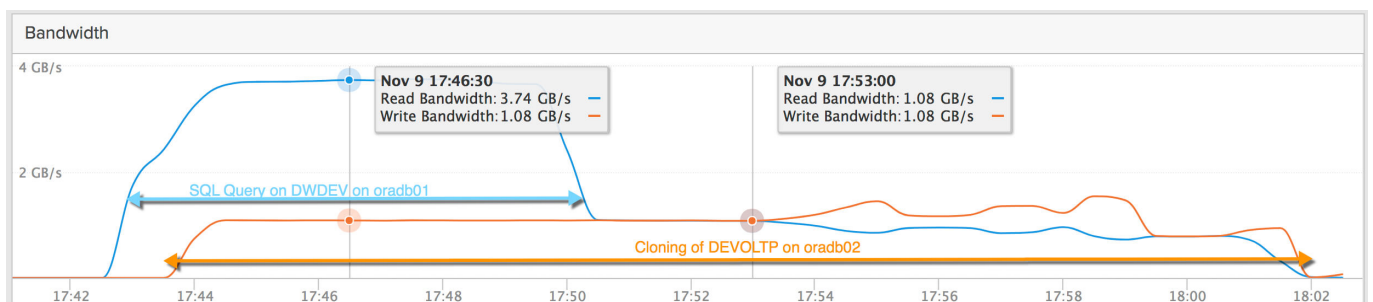 Bandwidth
4 GB/s
Nov 9 17:46:30
Read Bandwidth: 3.74 GB/s
Write Bandwidth: 1.08 GB/s
Nov 9 17:53:00
Read Bandwidth: 1.08 GB/s
Write Bandwidth: 1.08 GB/s
2 GB/s
SQL Query on DWDEV on oradb01
Cloning of DEVOLTP on oradb02
17:42 17:44 17:46 17:48 17:50 17:52 17:54 17:56 17:58 18:00 18:02